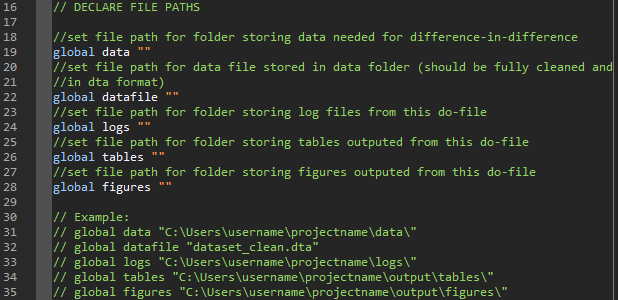 16 // DECLARE FILE PATHS
17
18 //set file path for folder storing data needed for difference-in-difference
19 global data ""
20 //set file path for data file stored in data folder (should be fully cleaned and
21 //in dta format)
22 global datafile ""
23 //set file path for folder storing log files from this do-file
24 global logs ""
25 //set file path for folder storing tables outputed from this do-file
26 global tables ""
27 //set file path for folder storing figures outputed from this do-file
28 global figures ""
29
30 // Example:
31 // global data "C:\Users\username\projectname\data\"
32 // global datafile "dataset_clean.dta"
33 // global logs "C:\Users\username\projectname\logs\"
34 // global tables "C:\Users\username\projectname\output\tables\"
35 // global figures "C:\Users\username\projectname\output\figures\"